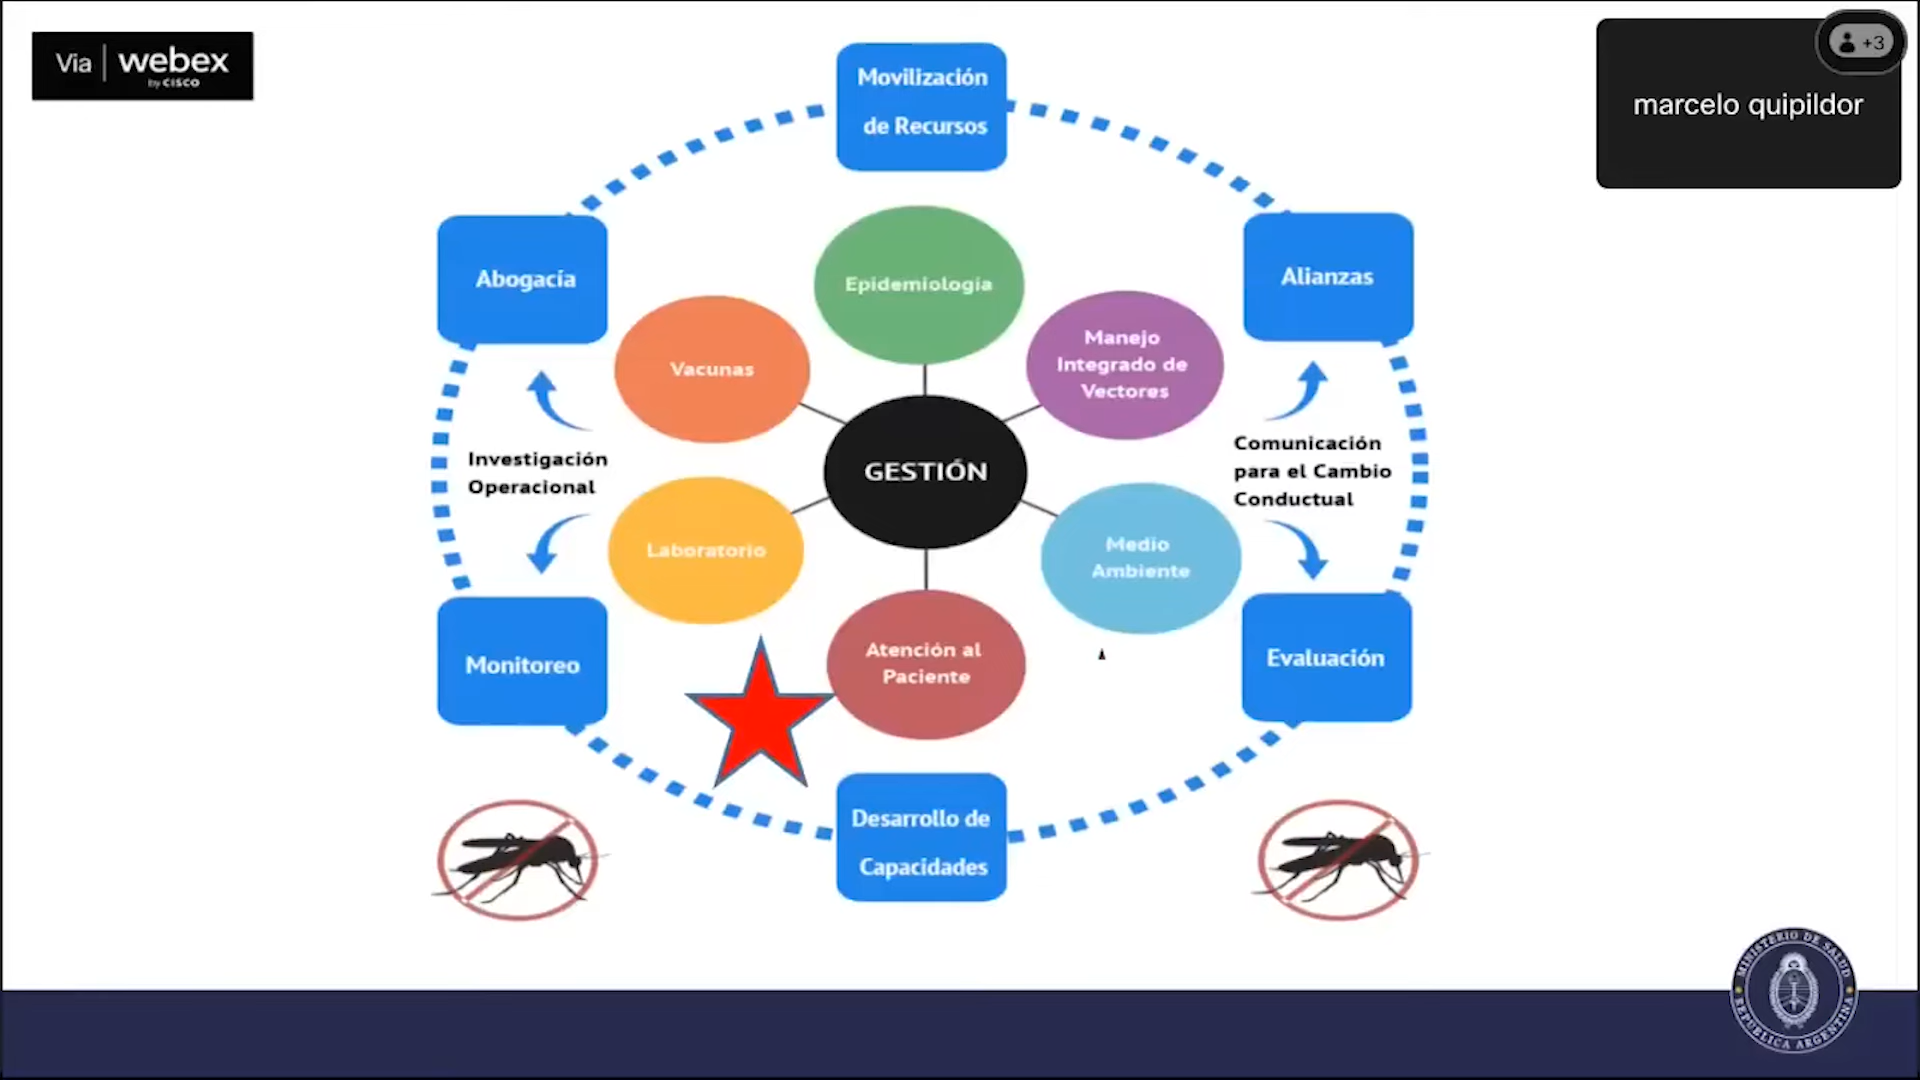 Via webex
by CISCO
+3
marcelo quipildor
Movilización
de Recursos
Abogacía
Alianzas
Epidemiología
Vacunas
Manejo
Integrado de
Vectores
GESTIÓN
Investigación
Operacional
Comunicación
para el Cambio
Conductual
Laboratorio
Medio
Ambiente
Atención al
Paciente
Monitoreo
Evaluación
Desarrollo de
Capacidades
MINISTERIO DE SALUD
REPUBLICA ARGENTINA